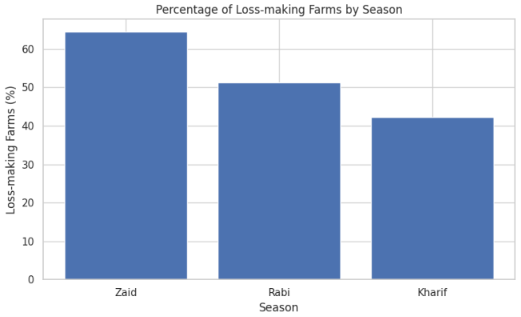 Percentage of Loss-making Farms by Season
Loss-making Farms (%)
60
50
40
30
20
10
0
Zaid
Rabi
Kharif
Season